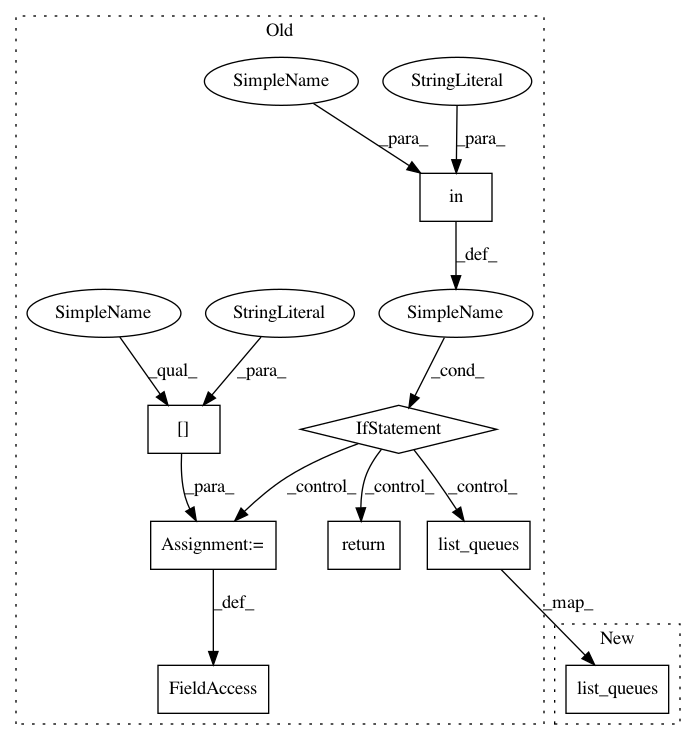 Old
SimpleName
StringLiteral
_para_
_para_
in
_def_
SimpleName
StringLiteral
SimpleName
_qual_
_para_
_cond_
[]
IfStatement
_para_
_control_
_control_
_control_
Assignment:=
return
list_queues
_def_
_map_
New
FieldAccess
list_queues